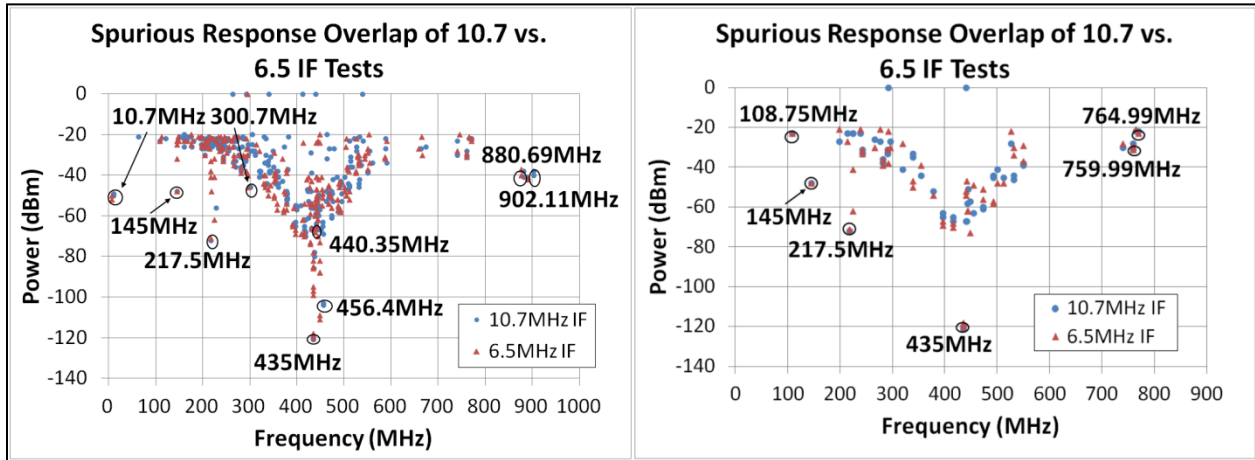 Spurious Response Overlap of 10.7 vs.
6.5 IF Tests
Power (dBm)
0
-20
-40
-60
-80
-100
-120
-140
10.7MHz
300.7MHz
145MHz
217.5MHz
880.69MHz
902.11MHz
440.35MHz
456.4MHz
435MHz
10.7MHz IF
6.5MHz IF
0 100 200 300 400 500 600 700 800 900 1000
Frequency (MHz)
Spurious Response Overlap of 10.7 vs.
6.5 IF Tests
Power (dBm)
0
-20
-40
-60
-80
-100
-120
-140
108.75MHz
145MHz
217.5MHz
764.99MHz
759.99MHz
435MHz
10.7MHz IF
6.5MHz IF
0 100 200 300 400 500 600 700 800 900
Frequency (MHz)